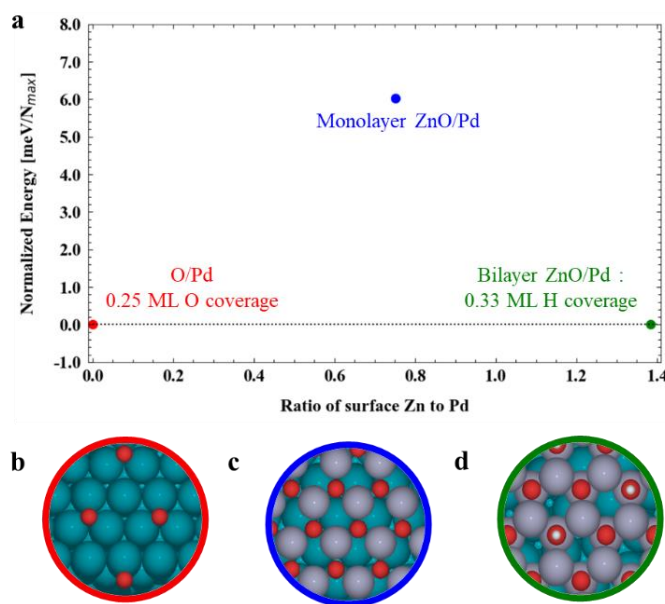 a
8.0
7.0
6.0
5.0
4.0
3.0
2.0
1.0
0.0
-1.0
Normalized Energy [meV/Nmax]
Monolayer ZnO/Pd
O/Pd
0.25 ML O coverage
Bilayer ZnO/Pd :
0.33 ML H coverage
0.0 0.2 0.4 0.6 0.8 1.0 1.2 1.4
Ratio of surface Zn to Pd
b c d